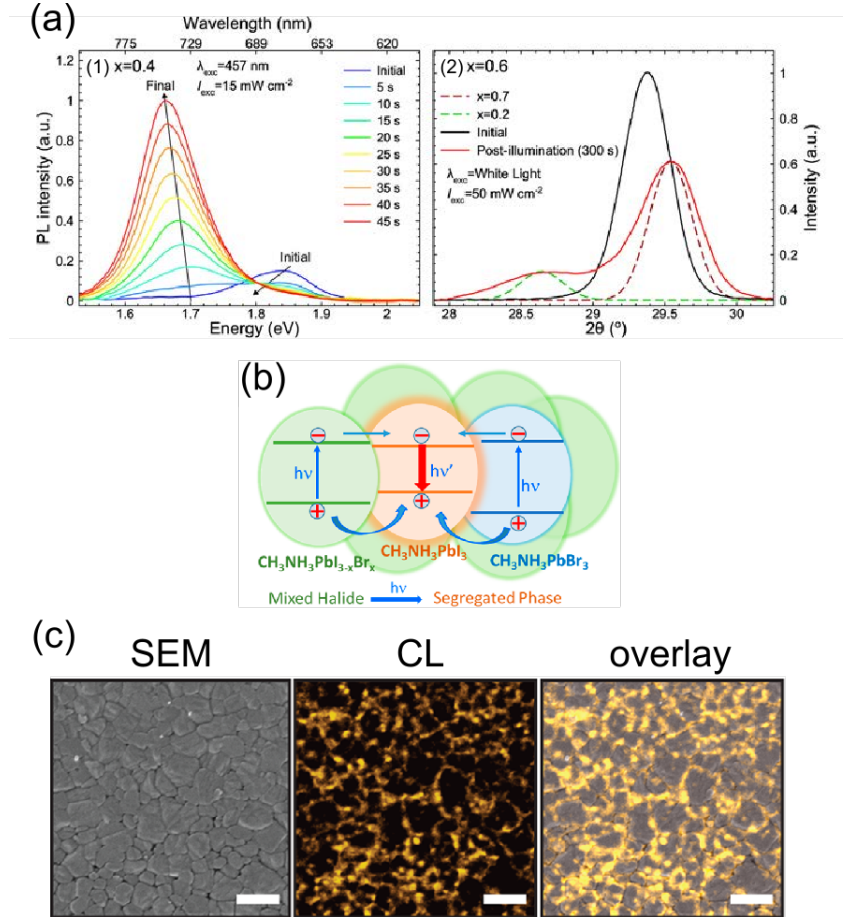 (a)
Wavelength (nm)
775 729 689 653 620
(1) x=0.4
λexc=457 nm
Iexc=15 mW cm-2
Final
Initial
Initial
5 s
10 s
15 s
20 s
25 s
30 s
35 s
40 s
45 s
PL intensity (a.u.)
1.2
1
0.8
0.6
0.4
0.2
0
1.6 1.7 1.8 1.9 2
Energy (eV)
(2) x=0.6
x=0.7
x=0.2
Initial
Post-illumination (300 s)
λexc=White Light
Iexc=50 mW cm-2
1
0.8
0.6
0.4
0.2
0
Intensity (a.u.)
28 28.5 29 29.5 30
2θ (°)
(b)
hν
hν'
hν
CH3NH3PbI3-xBrx
CH3NH3PbI3
CH3NH3PbBr3
hν
Mixed Halide Segregated Phase
(c)
SEM CL overlay